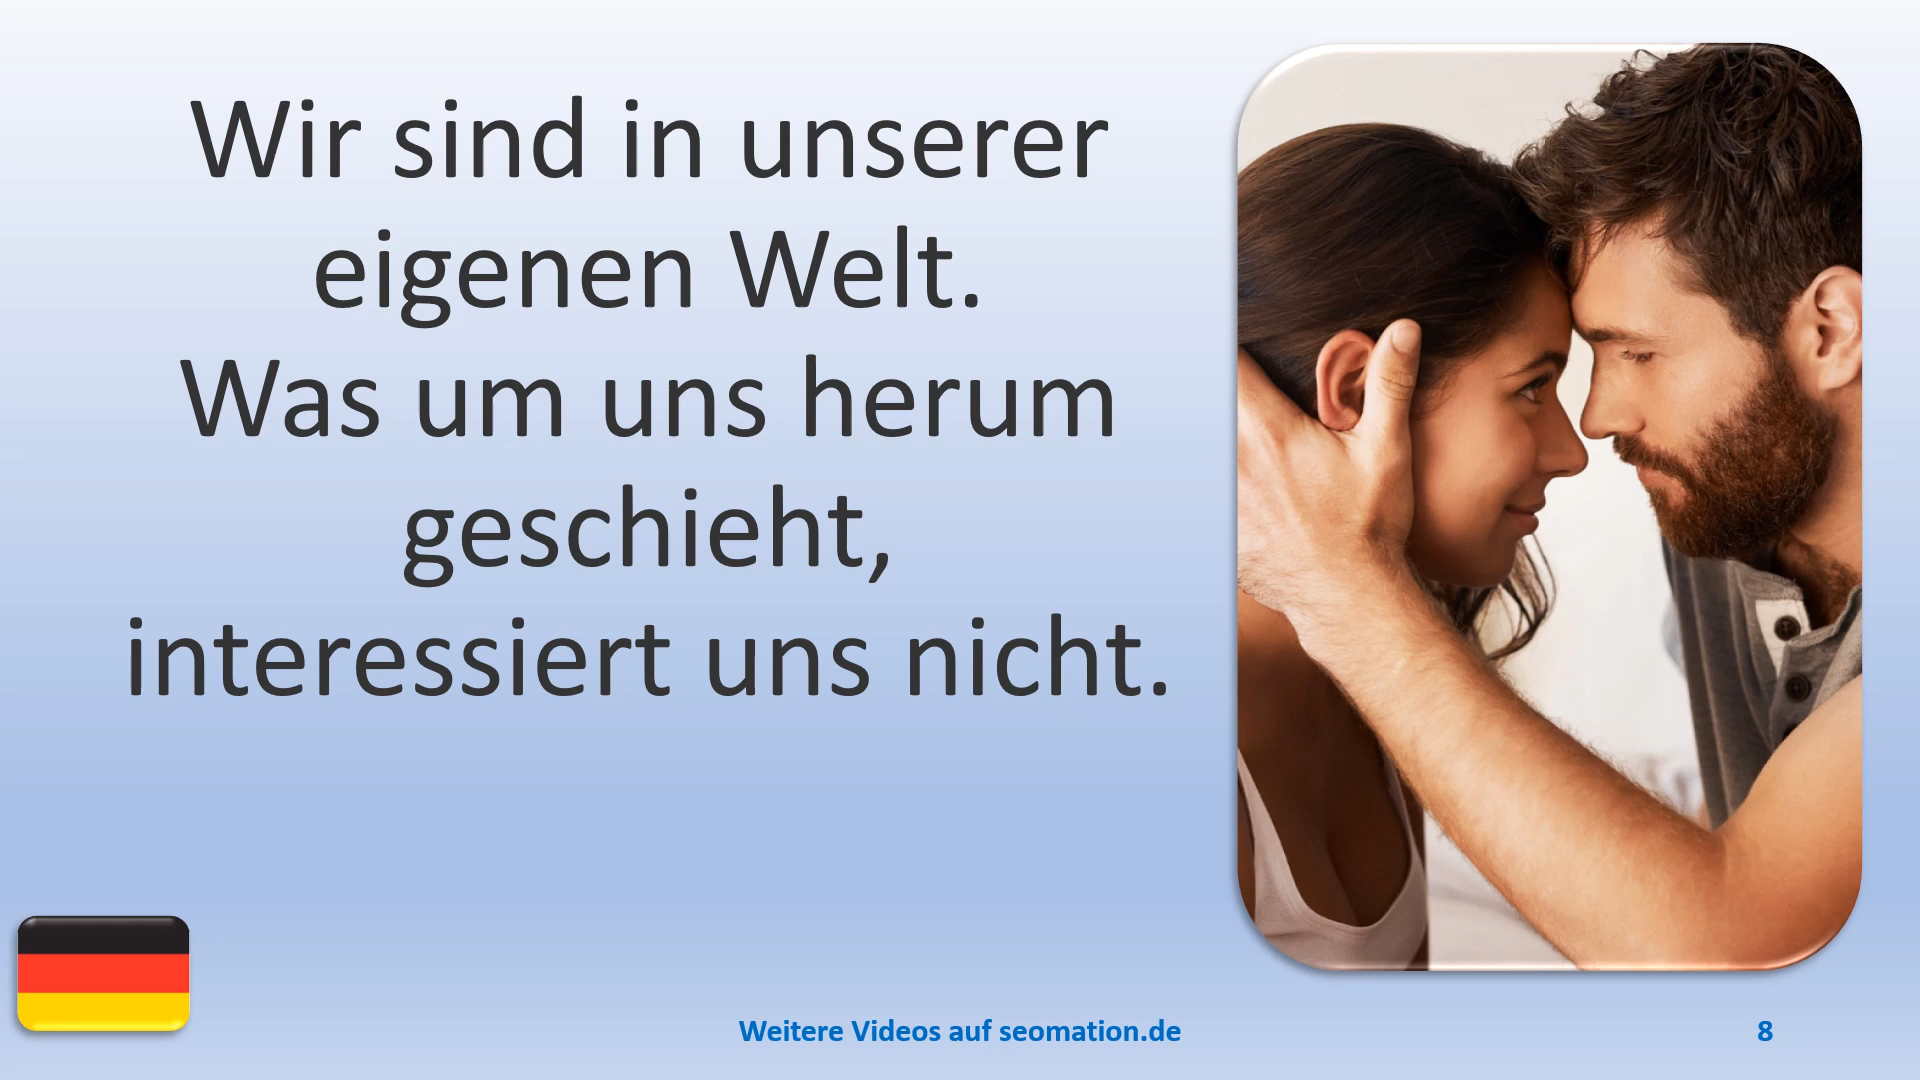 Wir sind in unserer
eigenen Welt.
Was um uns herum
geschieht,
interessiert uns nicht.
Weitere Videos auf seomation.de
8